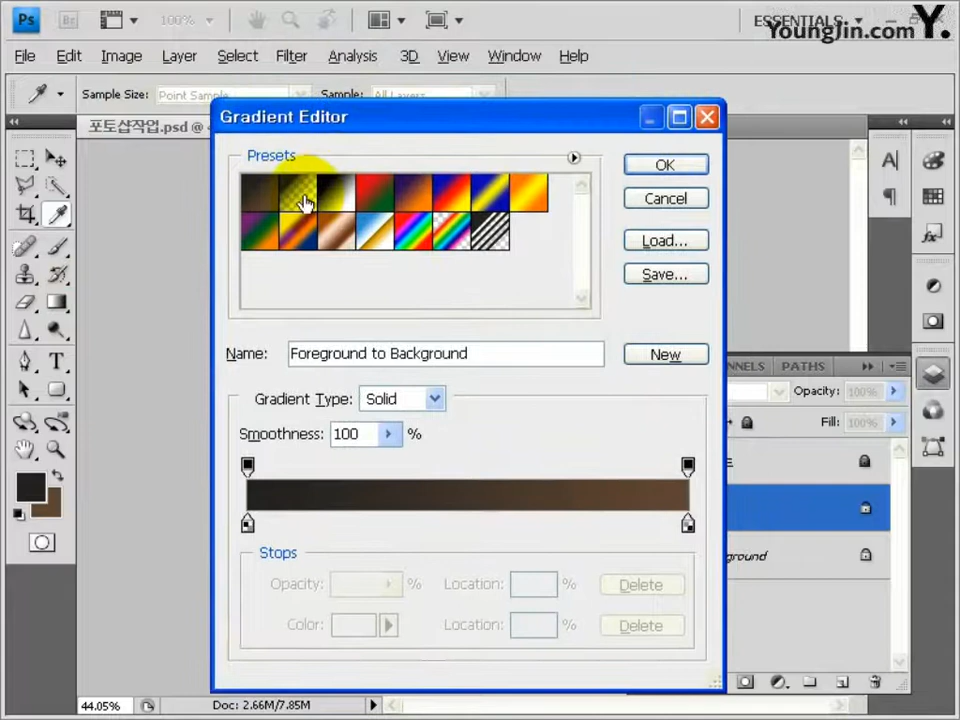 Ps Br 100% ESSENTIALS
YoungJin.com Y.
File Edit Image Layer Select Filter Analysis 3D View Window Help
Sample Size: Point Sample Sample: All Layers
포토샵작업.psd @
Gradient Editor
Presets
OK
Cancel
Load...
Save...
Name: Foreground to Background New
NNELS PATHS
Opacity: 100%
Fill: 100%
Gradient Type: Solid
Smoothness: 100 %
Stops
Opacity: % Location: % Delete
Color: Location: % Delete
ground
44.05% Doc: 2.66M/7.85M